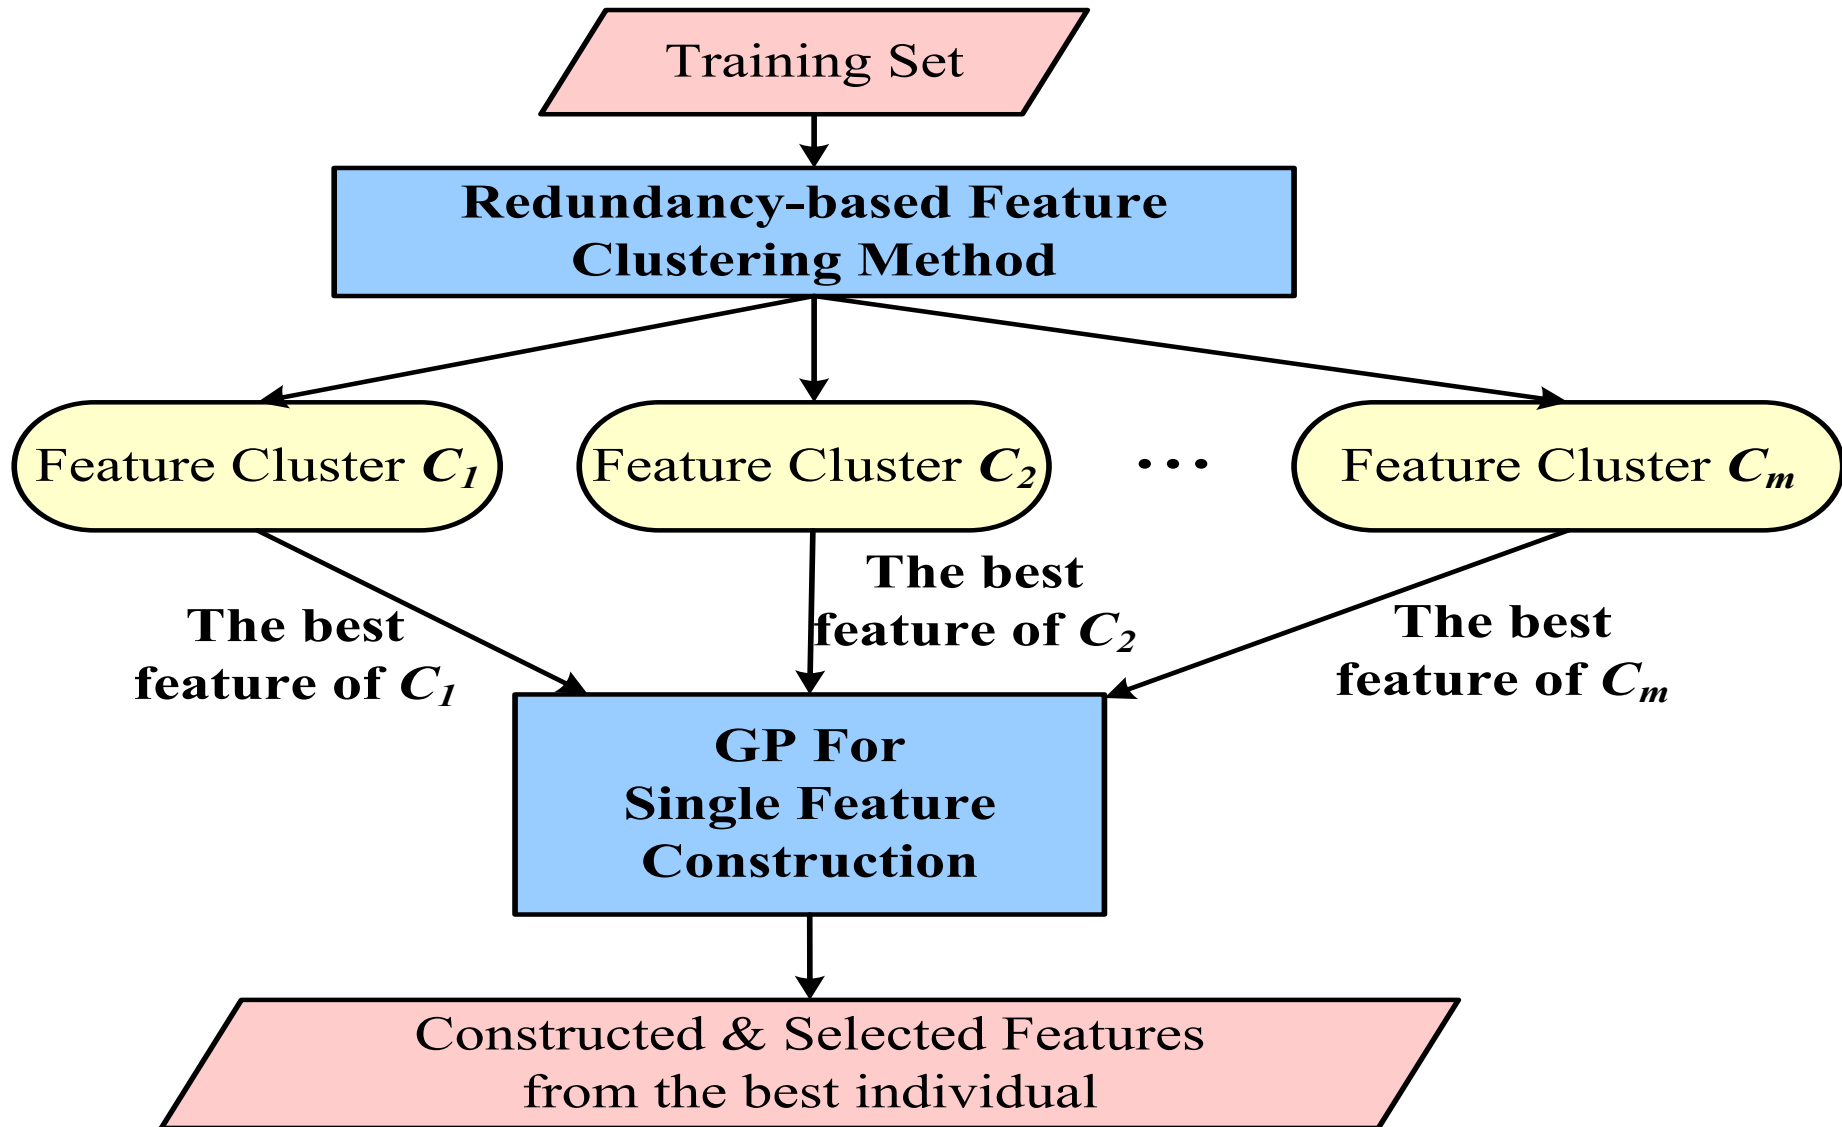 Training Set
Redundancy-based Feature
Clustering Method
Feature Cluster C1
Feature Cluster C2
...
Feature Cluster Cm
The best
feature of C1
The best
feature of C2
The best
feature of Cm
GP For
Single Feature
Construction
Constructed & Selected Features
from the best individual